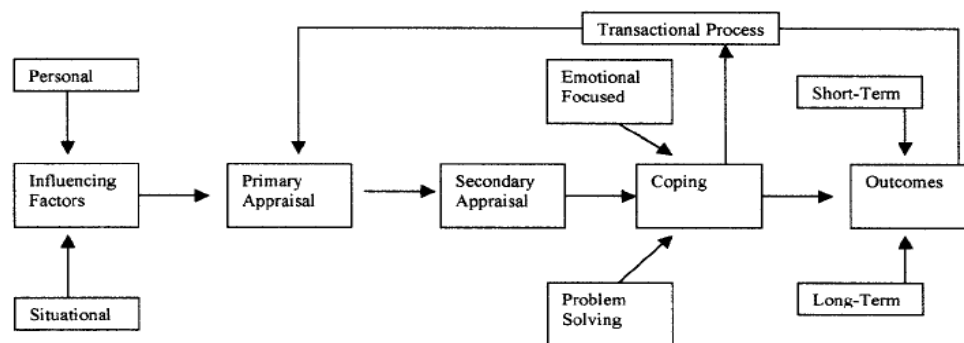 Transactional Process
Personal
Emotional
Focused
Short-Term
Influencing
Factors
Primary
Appraisal
Secondary
Appraisal
Coping
Outcomes
Situational
Problem
Solving
Long-Term